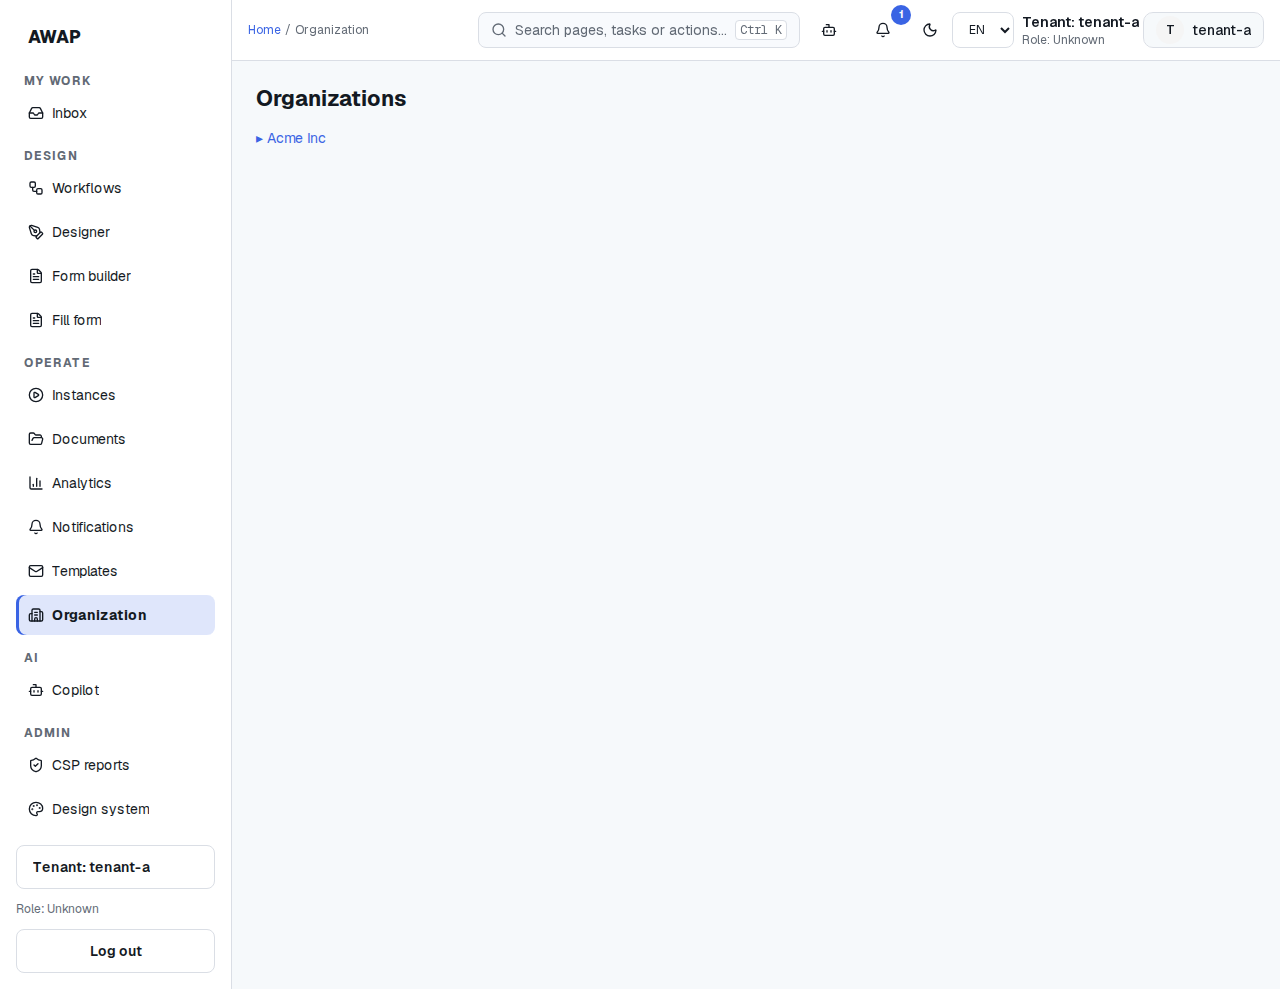 AWAP
MY WORK
Inbox
DESIGN
Workflows
Designer
Form builder
Fill form
OPERATE
Instances
Documents
Analytics
Notifications
Templates
Organization
AI
Copilot
ADMIN
CSP reports
Design system
Tenant: tenant-a
Role: Unknown
Log out
Home / Organization
Search pages, tasks or actions... Ctrl K
1
EN
Tenant: tenant-a
Role: Unknown
T tenant-a
Organizations
▸ Acme Inc